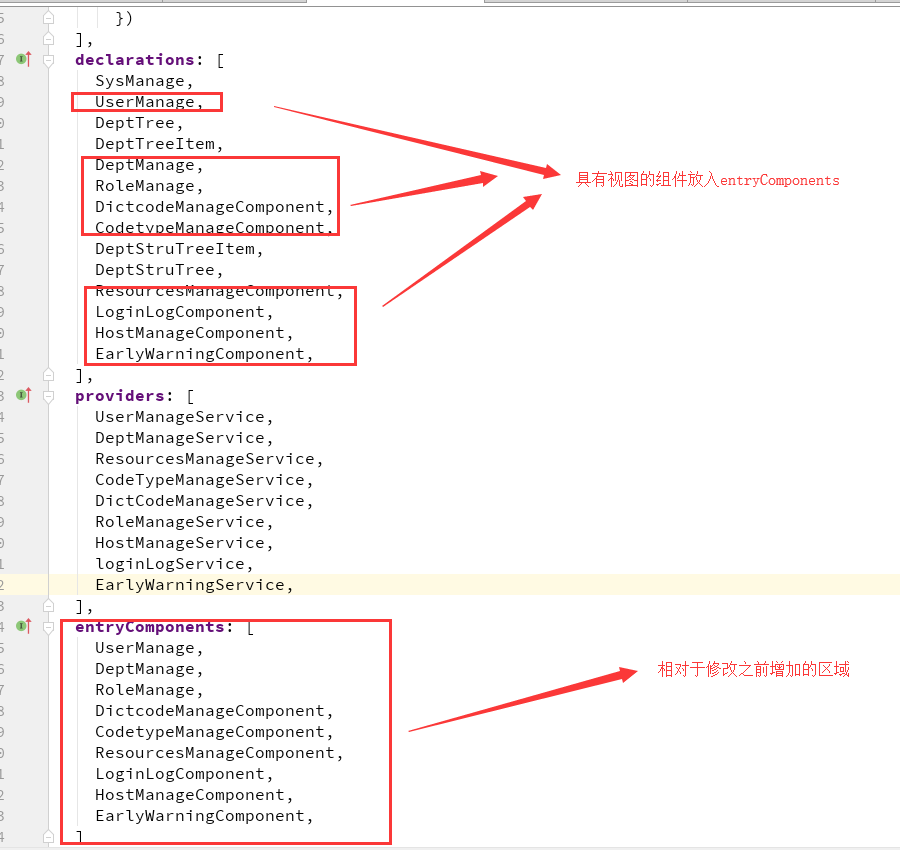 })
],
declarations: [
SysManage,
UserManage,
DeptTree,
DeptTreeItem,
DeptManage,
RoleManage,
DictcodeManageComponent,
CodetypeManageComponent,
DeptStruTreeItem,
DeptStruTree,
ResourcesManageComponent,
LoginLogComponent,
HostManageComponent,
EarlyWarningComponent,
],
具有视图的组件放入entryComponents
providers: [
UserManageService,
DeptManageService,
ResourcesManageService,
CodeTypeManageService,
DictCodeManageService,
RoleManageService,
HostManageService,
loginLogService,
EarlyWarningService,
],
entryComponents: [
UserManage,
DeptManage,
RoleManage,
DictcodeManageComponent,
CodetypeManageComponent,
ResourcesManageComponent,
LoginLogComponent,
HostManageComponent,
EarlyWarningComponent,
]
相对于修改之前增加的区域